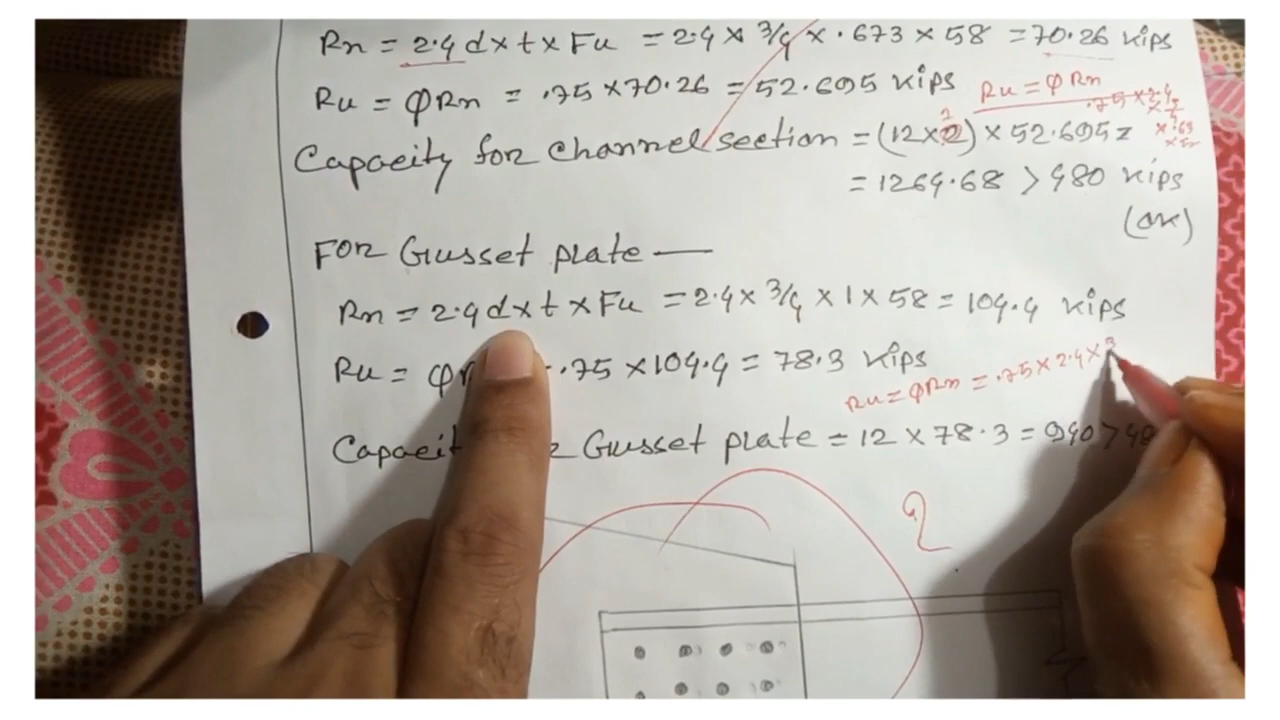 Rn = 2.4 d x t x Fu = 2.4 x 3/4 x .673 x 58 = 70.26 kips
Ru = φRn = .75 x 70.26 = 52.695 kips
Ru = φRn
.75 x 2.4
Capacity for channel section = (12 x 2) x 52.695 =
= 1264.68 > 480 kips
(OK)
For Gusset plate —
Rn = 2.4 d x t x Fu = 2.4 x 3/4 x 1 x 58 = 104.4 kips
Ru = .75 x 104.4 = 78.3 kips
Ru = φRn = .75 x 2.4 x 3
Gusset plate = 12 x 78.3 = 940 >